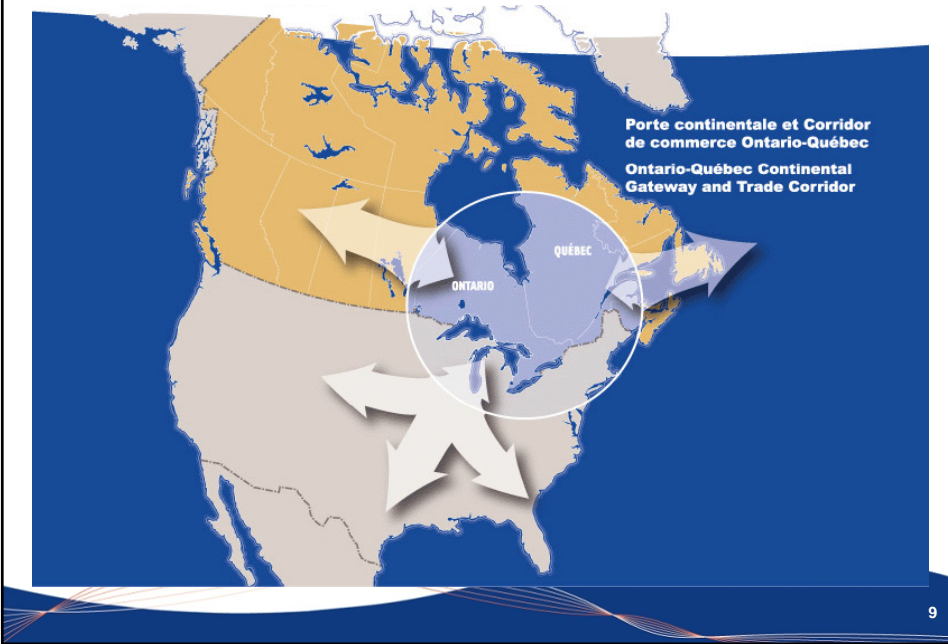 Porte continentale et Corridor
de commerce Ontario-Québec
Ontario-Québec Continental
Gateway and Trade Corridor
QUÉBEC
ONTARIO
9